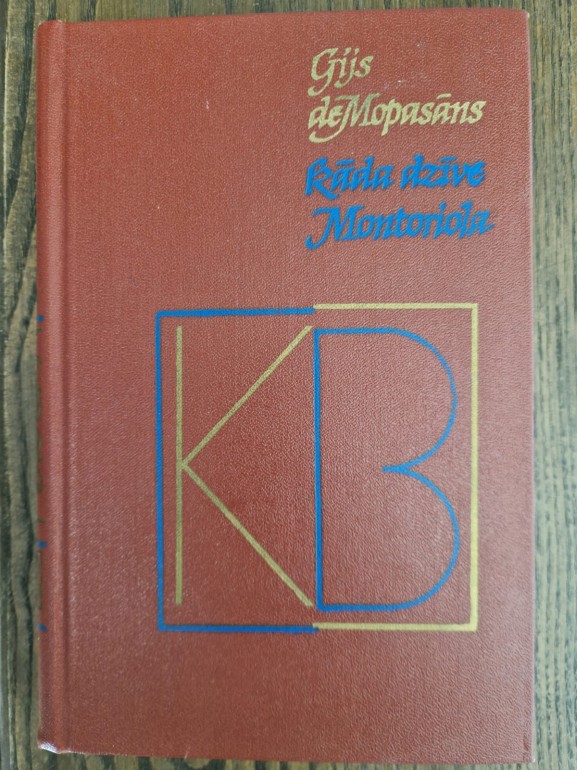 Gijs
de Mopasāns
kāda dzīve
Montoriola
KB